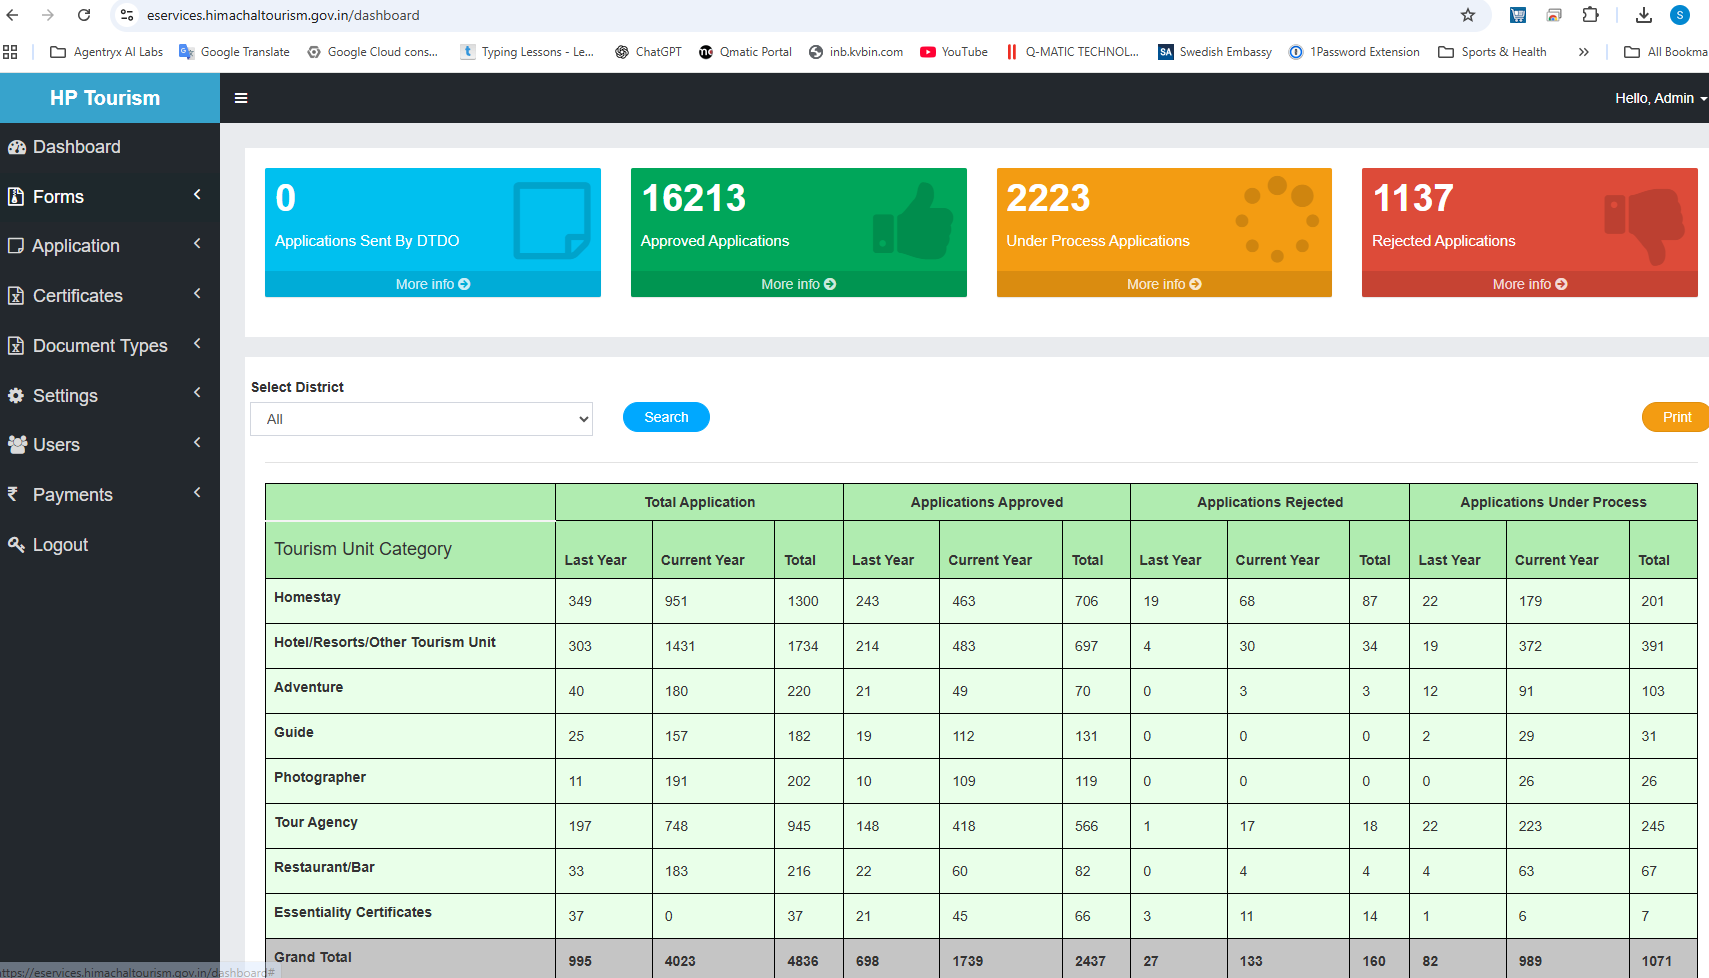 eservices.himachaltourism.gov.in/dashboard
S
Agentryx AI Labs
Google Translate
Google Cloud cons...
Typing Lessons - Le...
ChatGPT
Qmatic Portal
inb.kvbin.com
YouTube
Q-MATIC TECHNOL...
SA Swedish Embassy
1Password Extension
Sports & Health
All Bookma
HP Tourism
Hello, Admin
Dashboard
Forms
Application
Certificates
Document Types
Settings
Users
Payments
Logout
0
Applications Sent By DTDO
More info
16213
Approved Applications
More info
2223
Under Process Applications
More info
1137
Rejected Applications
More info
Select District
All
Search
Print
Total Application Applications Approved Applications Rejected Applications Under Process
Tourism Unit Category Last Year Current Year Total Last Year Current Year Total Last Year Current Year Total Last Year Current Year Total
Homestay 349 951 1300 243 463 706 19 68 87 22 179 201
Hotel/Resorts/Other Tourism Unit 303 1431 1734 214 483 697 4 30 34 19 372 391
Adventure 40 180 220 21 49 70 0 3 3 12 91 103
Guide 25 157 182 19 112 131 0 0 0 2 29 31
Photographer 11 191 202 10 109 119 0 0 0 0 26 26
Tour Agency 197 748 945 148 418 566 1 17 18 22 223 245
Restaurant/Bar 33 183 216 22 60 82 0 4 4 4 63 67
Essentiality Certificates 37 0 37 21 45 66 3 11 14 1 6 7
Grand Total 995 4023 4836 698 1739 2437 27 133 160 82 989 1071
https://eservices.himachaltourism.gov.in/dashboard#